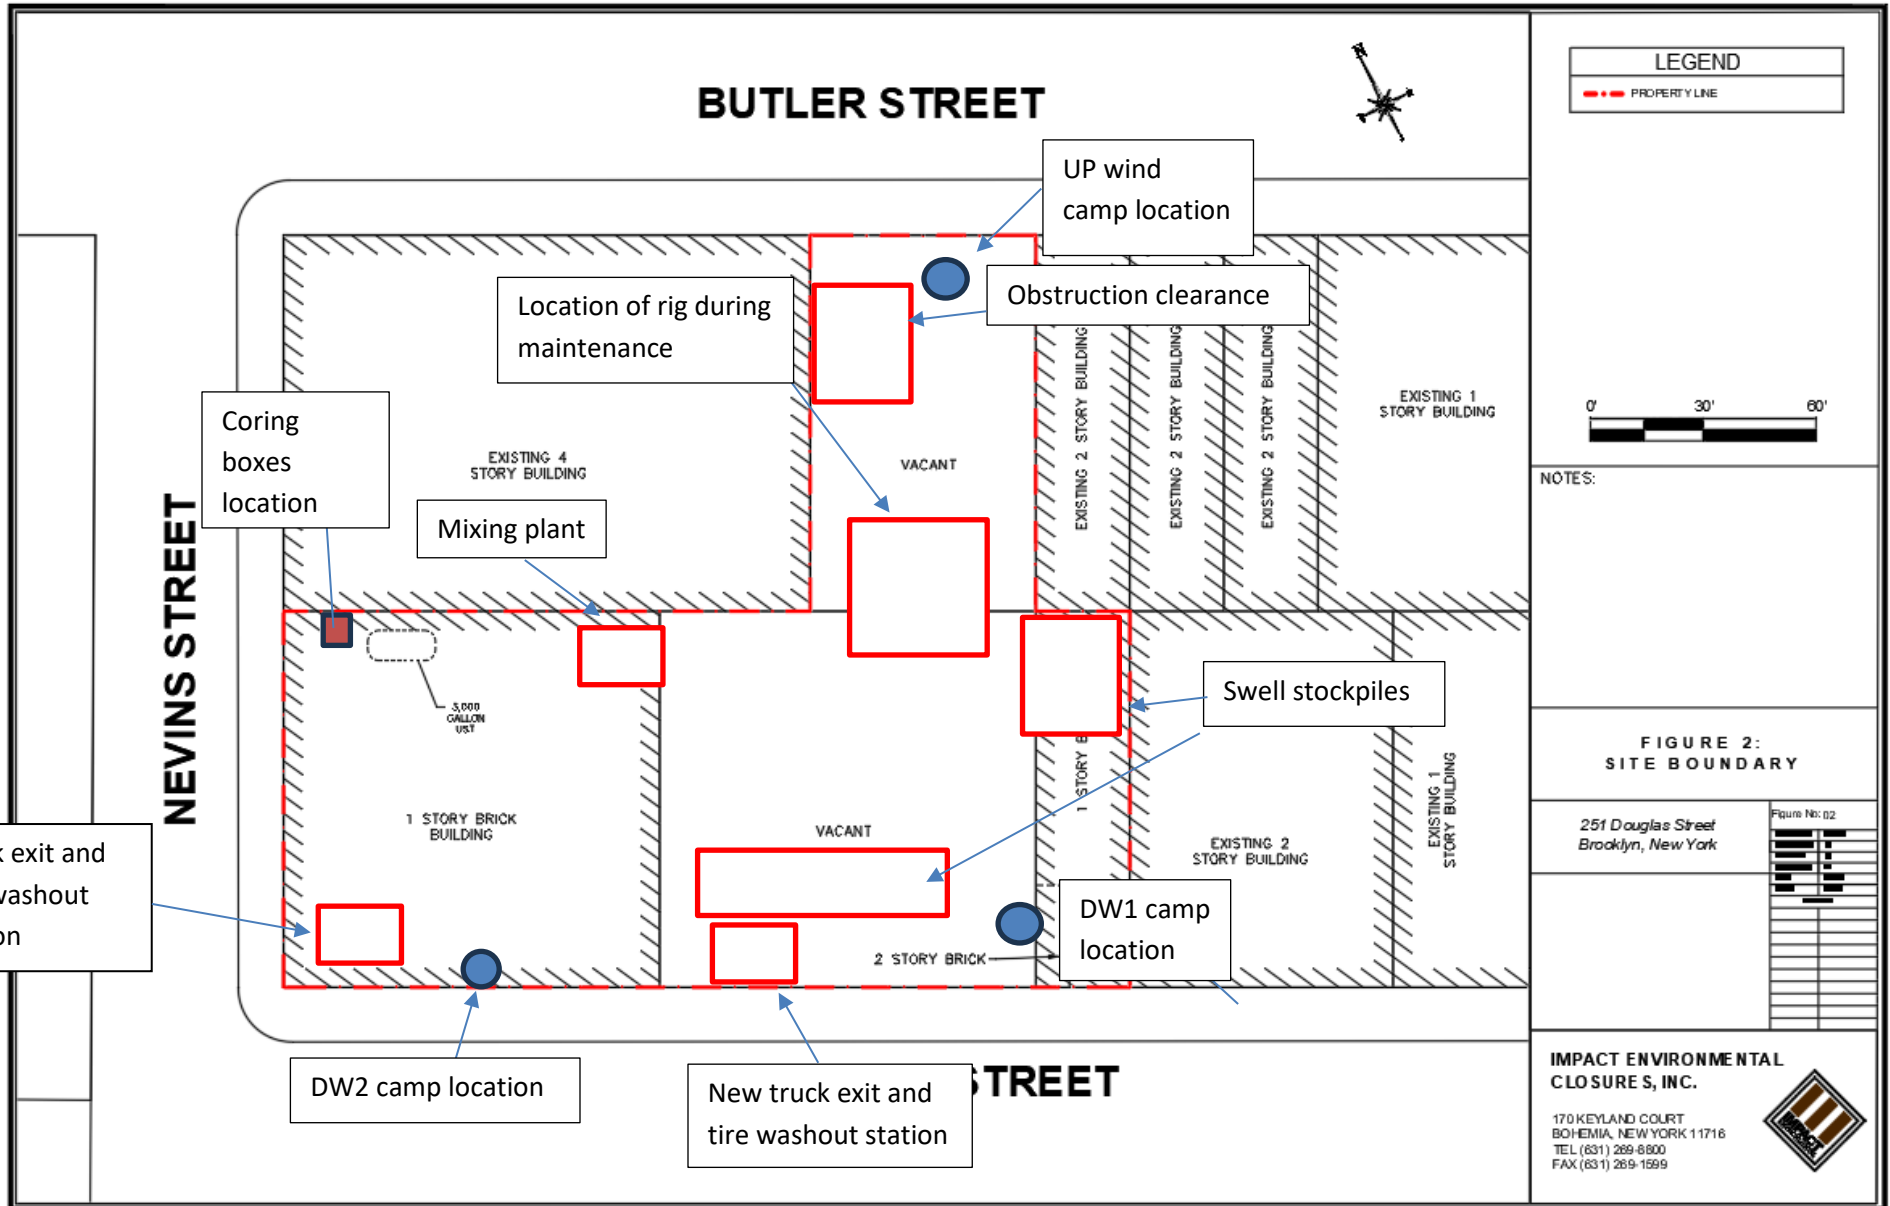 BUTLER STREET
N
LEGEND
PROPERTY LINE
UP wind
camp location
Obstruction clearance
Location of rig during
maintenance
Coring
boxes
location
Mixing plant
EXISTING 4
STORY BUILDING
VACANT
EXISTING 2 STORY BUILDING
EXISTING 2 STORY BUILDING
EXISTING 2 STORY BUILDING
EXISTING 1
STORY BUILDING
0' 30' 60'
NOTES:
NEVINS STREET
GALLON
UST
Swell stockpiles
1 STORY B
1 STORY BRICK
BUILDING
VACANT
EXISTING 2
STORY BUILDING
EXISTING 1
STORY BUILDING
exit and
washout
2 STORY BRICK
DW1 camp
location
DW2 camp location
New truck exit and
tire washout station
STREET
FIGURE 2:
SITE BOUNDARY
251 Douglas Street
Brooklyn, New York
Figure No: 02
IMPACT ENVIRONMENTAL
CLOSURES, INC.
170 KEYLAND COURT
BOHEMIA, NEW YORK 11716
TEL (631) 269-8800
FAX (631) 269-1599
IMPACT